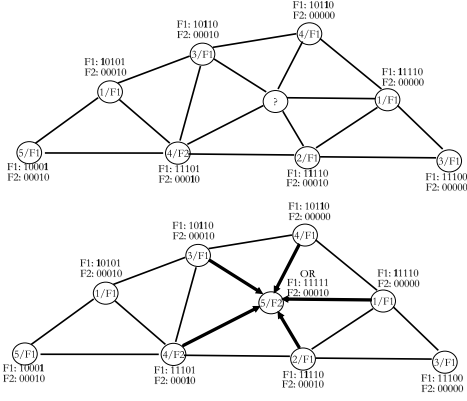 F1: 10110
F2: 00000
4/F1
F1: 10110
F2: 00010
3/F1
F1: 10101
F2: 00010
1/F1
F1: 11110
F2: 00000
1/F1
?
5/F1
F1: 10001
F2: 00010
4/F2
F1: 11101
F2: 00010
2/F1
F1: 11110
F2: 00010
3/F1
F1: 11100
F2: 00000
F1: 10110
F2: 00000
4/F1
F1: 10110
F2: 00010
3/F1
F1: 10101
F2: 00010
1/F1
OR
F1: 11111
F2: 00010
5/F2
F1: 11110
F2: 00000
1/F1
5/F1
F1: 10001
F2: 00010
4/F2
F1: 11101
F2: 00010
2/F1
F1: 11110
F2: 00010
3/F1
F1: 11100
F2: 00000